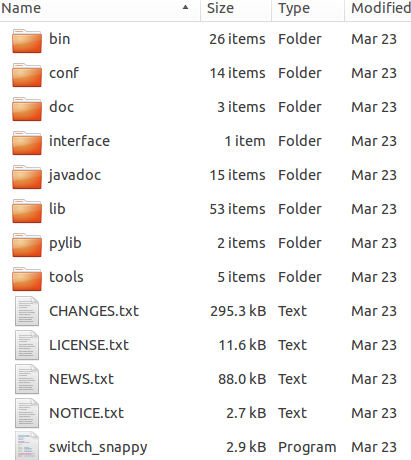 Name Size Type Modified
bin 26 items Folder Mar 23
conf 14 items Folder Mar 23
doc 3 items Folder Mar 23
interface 1 item Folder Mar 23
javadoc 15 items Folder Mar 23
lib 53 items Folder Mar 23
pylib 2 items Folder Mar 23
tools 5 items Folder Mar 23
CHANGES.txt 295.3 kB Text Mar 23
LICENSE.txt 11.6 kB Text Mar 23
NEWS.txt 88.0 kB Text Mar 23
NOTICE.txt 2.7 kB Text Mar 23
switch_snappy 2.9 kB Program Mar 23